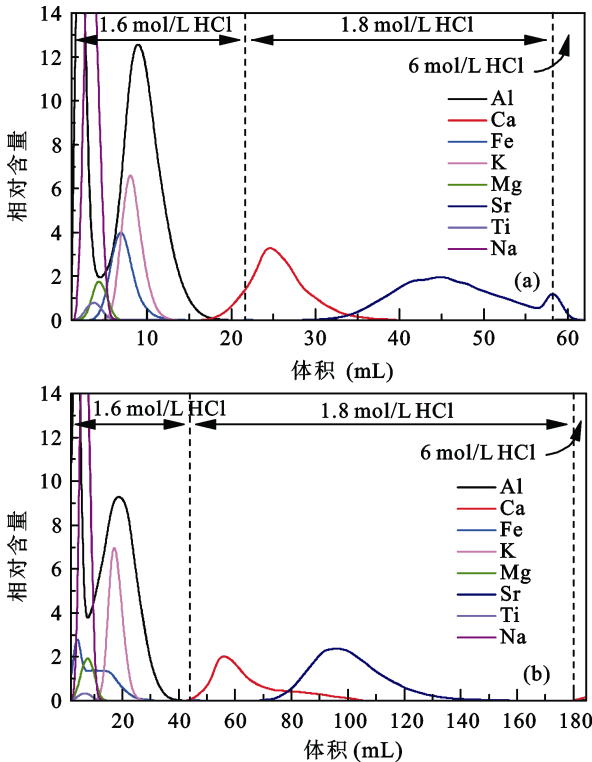 14
12
10
8
6
4
2
0
相对含量
1.6 mol/L HCl
1.8 mol/L HCl
6 mol/L HCl
Al
Ca
Fe
K
Mg
Sr
Ti
Na
(a)
10 20 30 40 50 60
体积 (mL)
14
12
10
8
6
4
2
0
相对含量
1.6 mol/L HCl
1.8 mol/L HCl
6 mol/L HCl
Al
Ca
Fe
K
Mg
Sr
Ti
Na
(b)
20 40 60 80 100 120 140 160 180
体积 (mL)